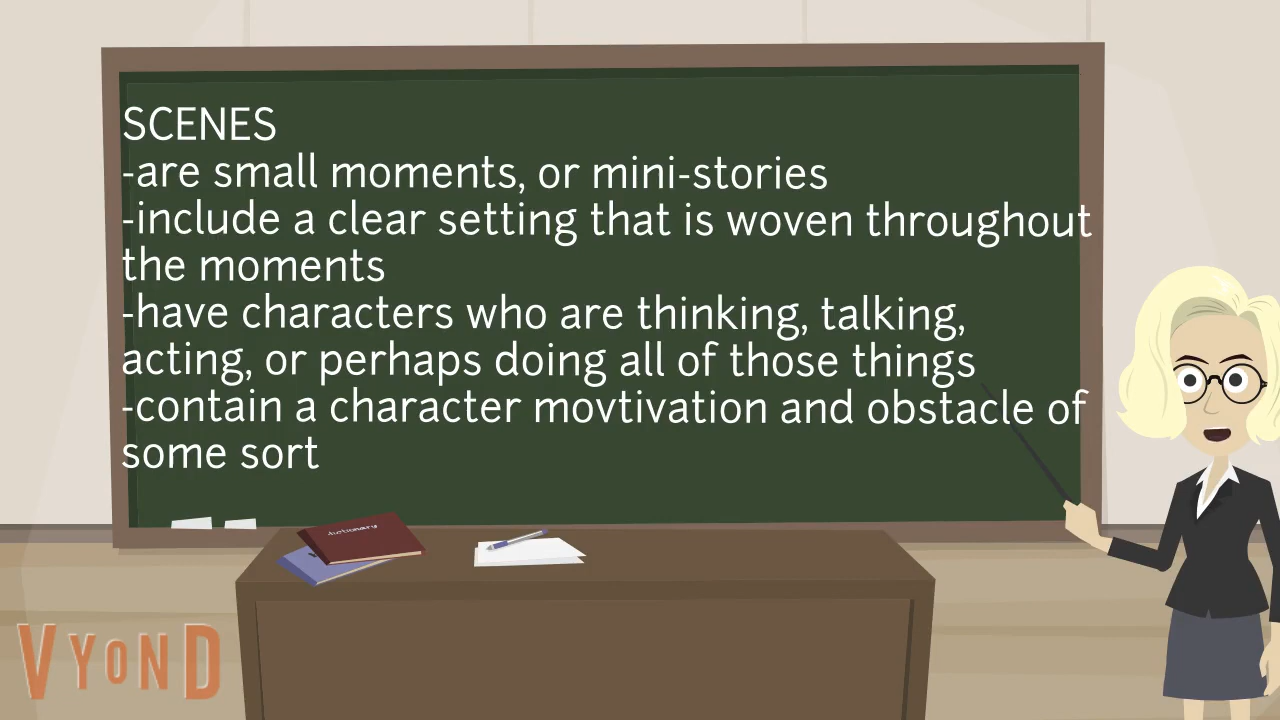 SCENES
-are small moments, or mini-stories
-include a clear setting that is woven throughout
the moments
-have characters who are thinking, talking,
acting, or perhaps doing all of those things
-contain a character movtivation and obstacle of
some sort
dictionary
VYOND